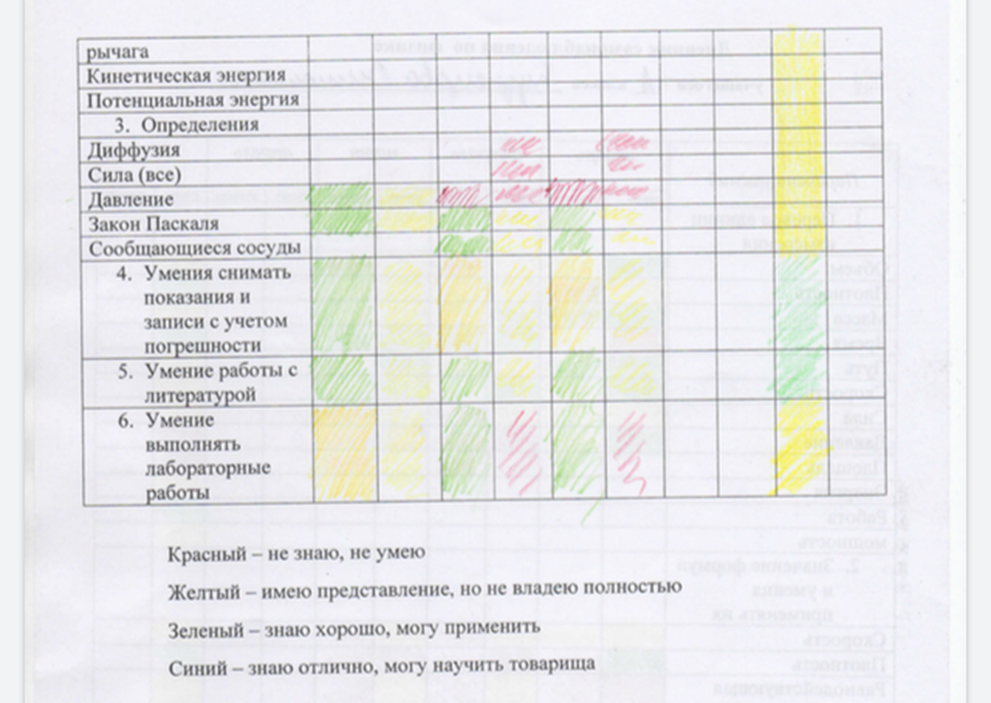 рычага
Кинетическая энергия
Потенциальная энергия
3. Определения
Диффузия
Сила (все)
Давление
Закон Паскаля
Сообщающиеся сосуды
4. Умения снимать
показания и
записи с учетом
погрешности
5. Умение работы с
литературой
6. Умение
выполнять
лабораторные
работы
Красный – не знаю, не умею
Желтый – имею представление, но не владею полностью
Зеленый – знаю хорошо, могу применить
Синий – знаю отлично, могу научить товарища